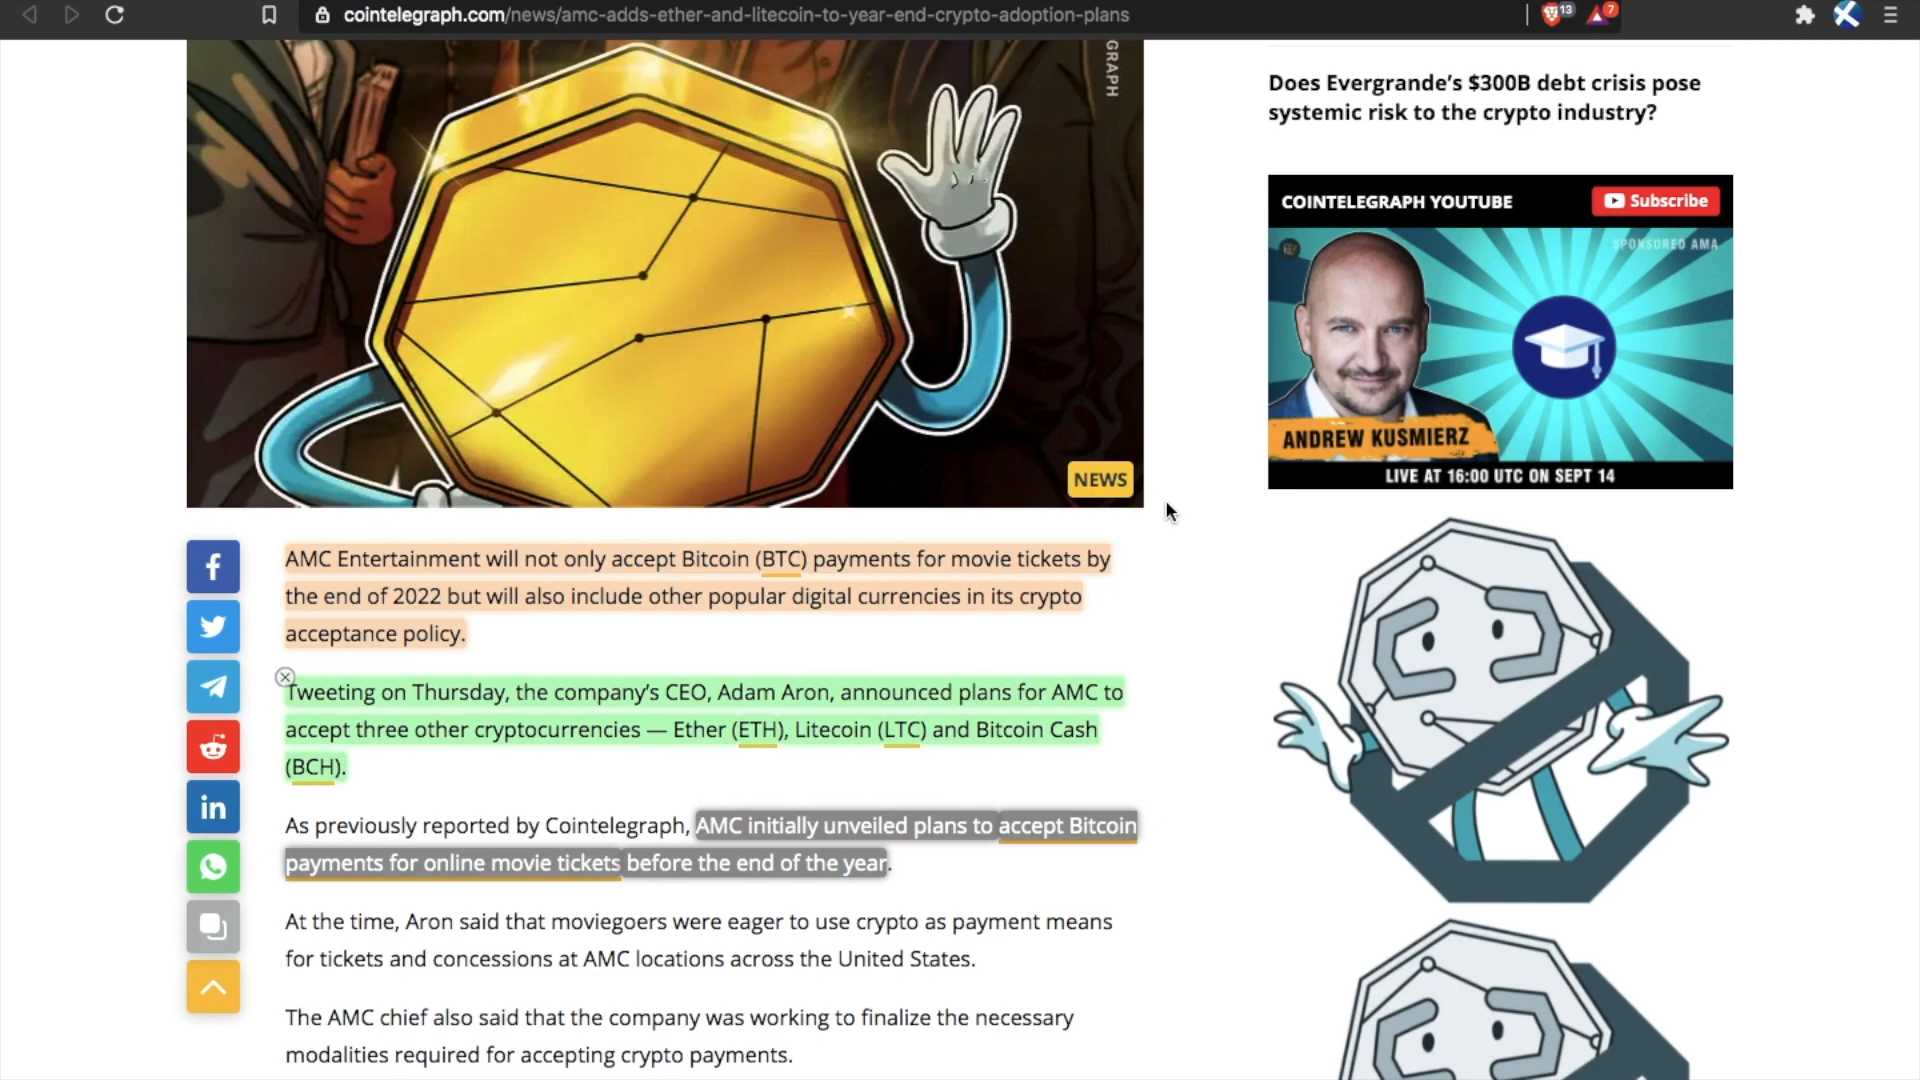 cointelegraph.com/news/amc-adds-ether-and-litecoin-to-year-end-crypto-adoption-plans
13
7
GRAPH
NEWS
AMC Entertainment will not only accept Bitcoin (BTC) payments for movie tickets by
the end of 2022 but will also include other popular digital currencies in its crypto
acceptance policy.
Tweeting on Thursday, the company's CEO, Adam Aron, announced plans for AMC to
accept three other cryptocurrencies — Ether (ETH), Litecoin (LTC) and Bitcoin Cash
(BCH).
As previously reported by Cointelegraph, AMC initially unveiled plans to accept Bitcoin
payments for online movie tickets before the end of the year.
At the time, Aron said that moviegoers were eager to use crypto as payment means
for tickets and concessions at AMC locations across the United States.
The AMC chief also said that the company was working to finalize the necessary
modalities required for accepting crypto payments.
Does Evergrande's $300B debt crisis pose
systemic risk to the crypto industry?
COINTELEGRAPH YOUTUBE
Subscribe
SPONSORED AMA
ANDREW KUSMIERZ
LIVE AT 16:00 UTC ON SEPT 14